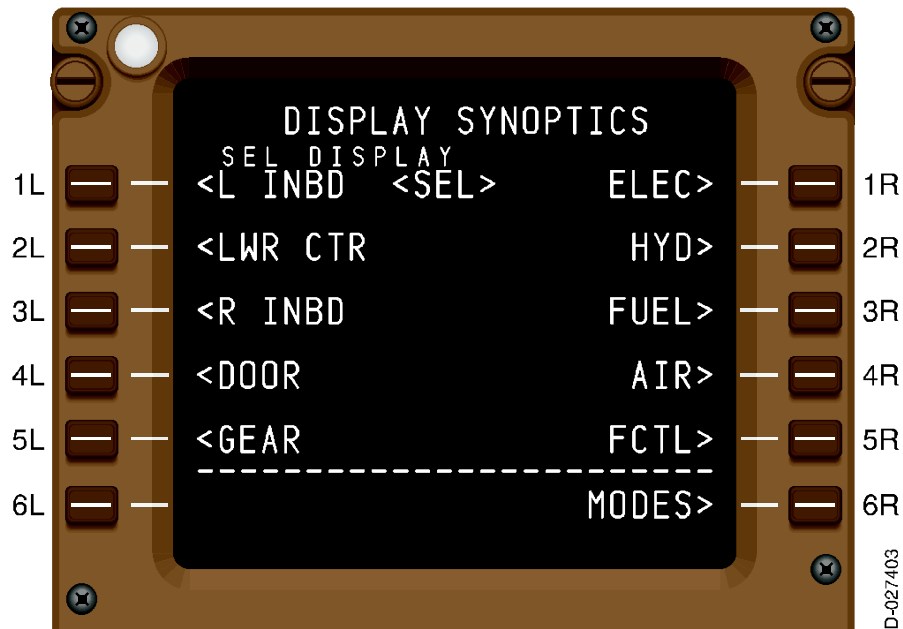 DISPLAY SYNOPTICS
SEL DISPLAY
1L <L INBD <SEL> ELEC> 1R
2L <LWR CTR HYD> 2R
3L <R INBD FUEL> 3R
4L <DOOR AIR> 4R
5L <GEAR FCTL> 5R
------------------------
6L MODES> 6R
D-027403